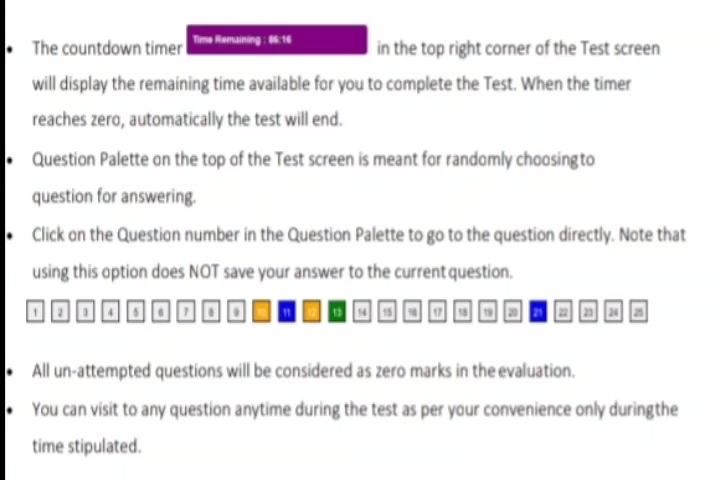 • The countdown timer Time Remaining : 86:16 in the top right corner of the Test screen
will display the remaining time available for you to complete the Test. When the timer
reaches zero, automatically the test will end.
• Question Palette on the top of the Test screen is meant for randomly choosing to
question for answering.
• Click on the Question number in the Question Palette to go to the question directly. Note that
using this option does NOT save your answer to the current question.
1 2 3 4 5 6 7 8 9 10 11 12 13 14 15 16 17 18 19 20 21 22 23 24 25
• All un-attempted questions will be considered as zero marks in the evaluation.
• You can visit to any question anytime during the test as per your convenience only during the
time stipulated.